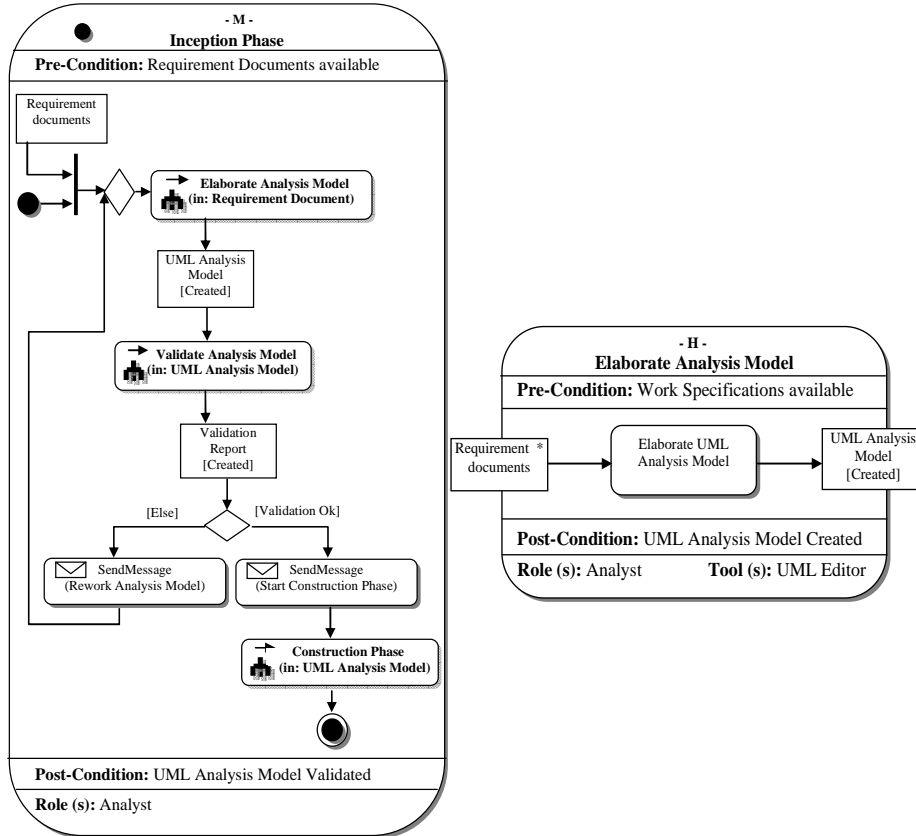 - M -
Inception Phase
Pre-Condition: Requirement Documents available
Requirement
documents
Elaborate Analysis Model
(in: Requirement Document)
UML Analysis
Model
[Created]
Validate Analysis Model
(in: UML Analysis Model)
Validation
Report
[Created]
[Else]
[Validation Ok]
SendMessage
(Rework Analysis Model)
SendMessage
(Start Construction Phase)
Construction Phase
(in: UML Analysis Model)
Post-Condition: UML Analysis Model Validated
Role (s): Analyst
- H -
Elaborate Analysis Model
Pre-Condition: Work Specifications available
Requirement *
documents
Elaborate UML
Analysis Model
UML Analysis
Model
[Created]
Post-Condition: UML Analysis Model Created
Role (s): Analyst Tool (s): UML Editor